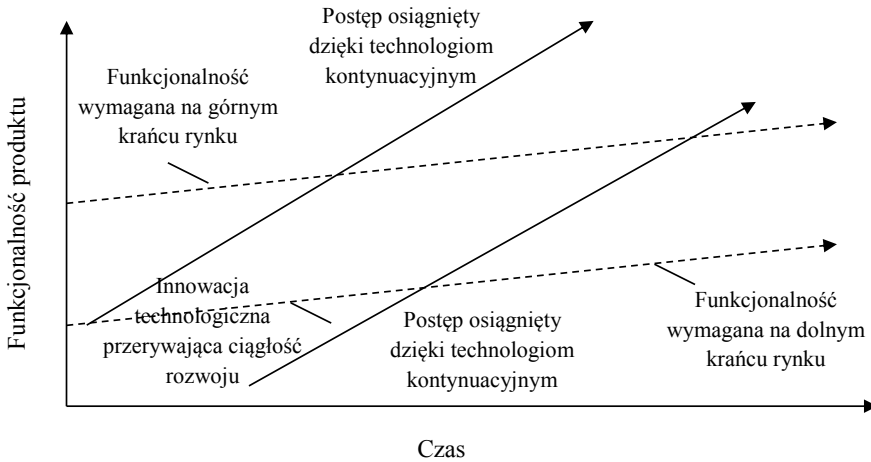 Postęp osiągnięty
dzięki technologiom
kontynuacyjnym
Funkcjonalność
wymagana na górnym
krańcu rynku
Funkcjonalność produktu
Innowacja
technologiczna
przerywająca ciągłość
rozwoju
Postęp osiągnięty
dzięki technologiom
kontynuacyjnym
Funkcjonalność
wymagana na dolnym
krańcu rynku
Czas